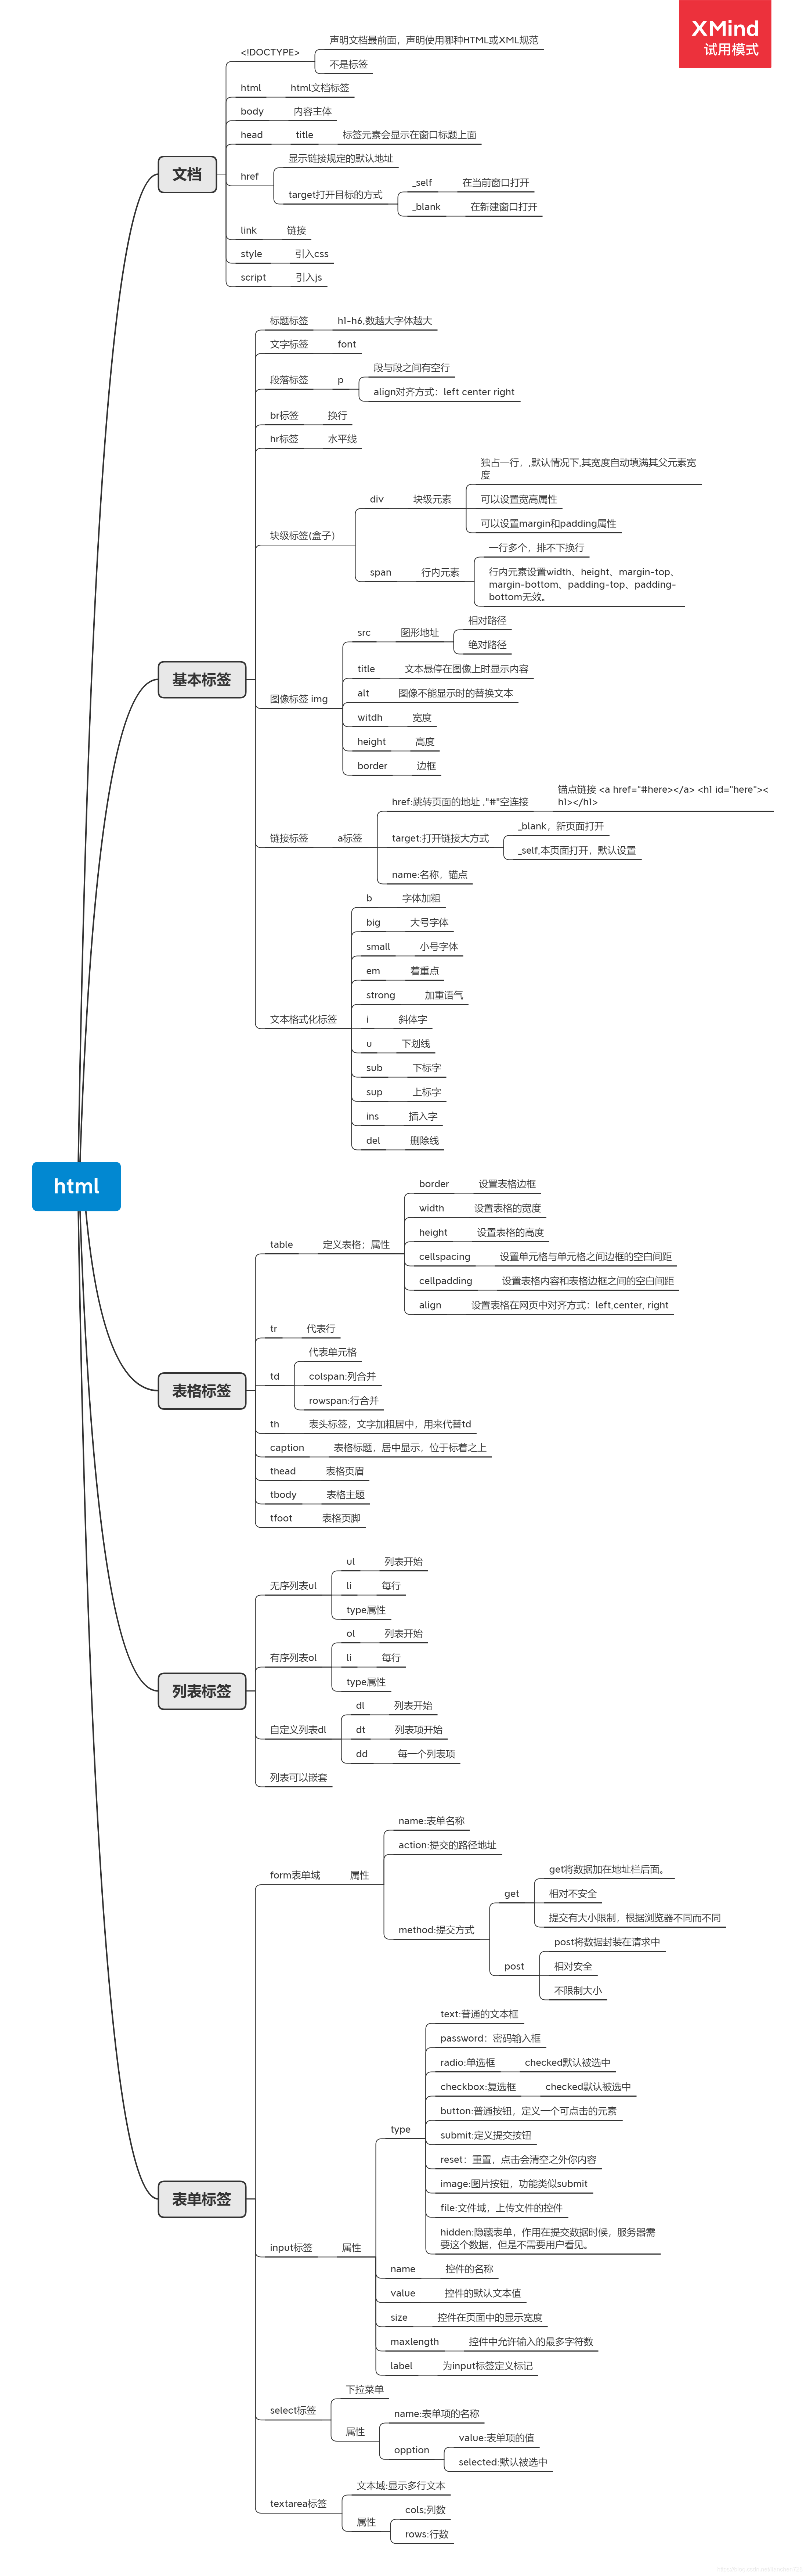 XMind
试用模式
html
文档
<!DOCTYPE>
声明文档最前面，声明使用哪种HTML或XML规范
不是标签
html
html文档标签
body
内容主体
head
title
标签元素会显示在窗口标题上面
href
显示链接规定的默认地址
target打开目标的方式
_self
在当前窗口打开
_blank
在新建窗口打开
link
链接
style
引入css
script
引入js
基本标签
标题标签
h1-h6,数越大字体越大
文字标签
font
段落标签
p
段与段之间有空行
align对齐方式：left center right
br标签
换行
hr标签
水平线
块级标签(盒子）
div
块级元素
独占一行，,默认情况下,其宽度自动填满其父元素宽
度
可以设置宽高属性
可以设置margin和padding属性
span
行内元素
一行多个，排不下换行
行内元素设置width、height、margin-top、
margin-bottom、padding-top、padding-
bottom无效。
图像标签 img
src
图形地址
相对路径
绝对路径
title
文本悬停在图像上时显示内容
alt
图像不能显示时的替换文本
witdh
宽度
height
高度
border
边框
链接标签
a标签
href:跳转页面的地址 ,"#"空连接
锚点链接 <a href="#here></a> <h1 id="here"><
h1></h1>
target:打开链接大方式
_blank，新页面打开
_self,本页面打开，默认设置
name:名称，锚点
文本格式化标签
b
字体加粗
big
大号字体
small
小号字体
em
着重点
strong
加重语气
i
斜体字
u
下划线
sub
下标字
sup
上标字
ins
插入字
del
删除线
表格标签
table
定义表格；属性
border
设置表格边框
width
设置表格的宽度
height
设置表格的高度
cellspacing
设置单元格与单元格之间边框的空白间距
cellpadding
设置表格内容和表格边框之间的空白间距
align
设置表格在网页中对齐方式：left,center, right
tr
代表行
td
代表单元格
colspan:列合并
rowspan:行合并
th
表头标签，文字加粗居中，用来代替td
caption
表格标题，居中显示，位于标着之上
thead
表格页眉
tbody
表格主题
tfoot
表格页脚
列表标签
无序列表ul
ul
列表开始
li
每行
type属性
有序列表ol
ol
列表开始
li
每行
type属性
自定义列表dl
dl
列表开始
dt
列表项开始
dd
每一个列表项
列表可以嵌套
表单标签
form表单域
属性
name:表单名称
action:提交的路径地址
method:提交方式
get
get将数据加在地址栏后面。
相对不安全
提交有大小限制，根据浏览器不同而不同
post
post将数据封装在请求中
相对安全
不限制大小
input标签
属性
type
text:普通的文本框
password：密码输入框
radio:单选框
checked默认被选中
checkbox:复选框
checked默认被选中
button:普通按钮，定义一个可点击的元素
submit:定义提交按钮
reset：重置，点击会清空之外你内容
image:图片按钮，功能类似submit
file:文件域，上传文件的控件
hidden:隐藏表单，作用在提交数据时候，服务器需
要这个数据，但是不需要用户看见。
name
控件的名称
value
控件的默认文本值
size
控件在页面中的显示宽度
maxlength
控件中允许输入的最多字符数
label
为input标签定义标记
select标签
下拉菜单
属性
name:表单项的名称
opption
value:表单项的值
selected:默认被选中
textarea标签
文本域:显示多行文本
属性
cols;列数
rows:行数